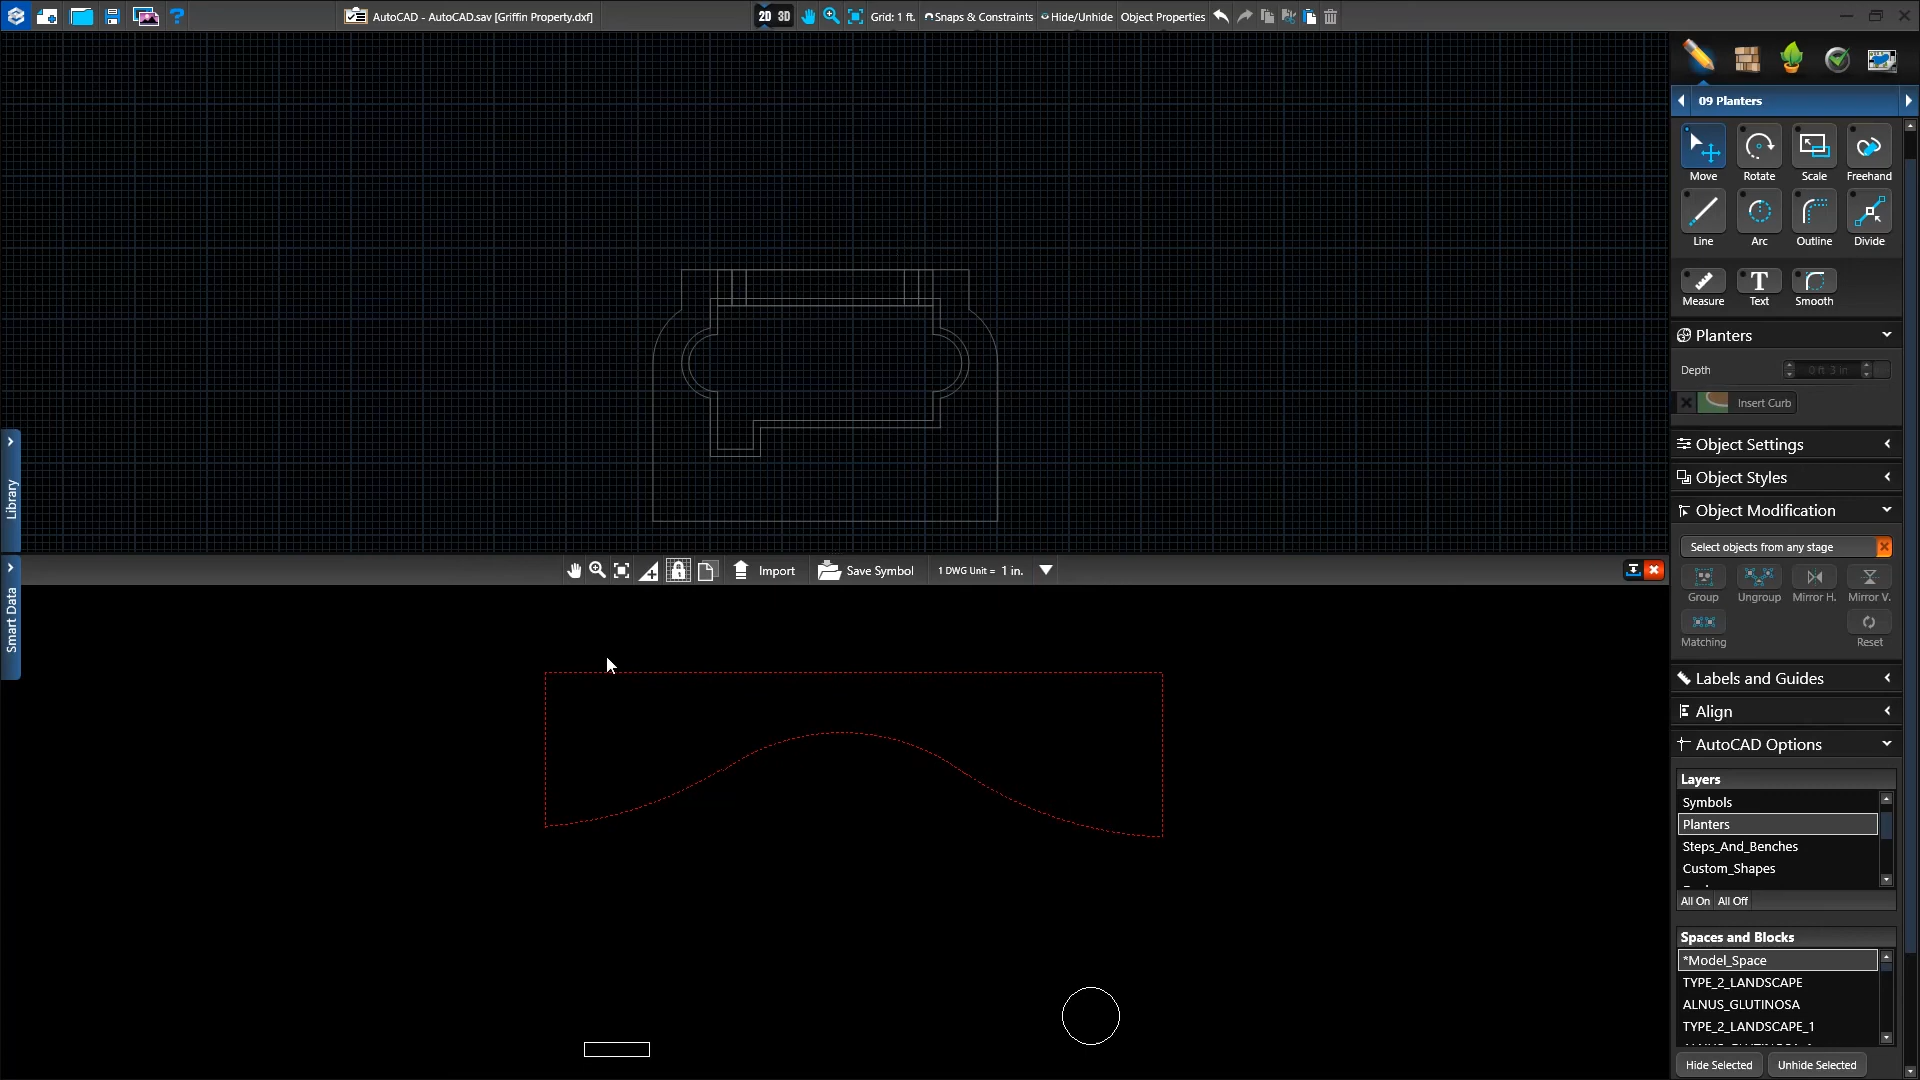 AutoCAD - AutoCAD.sav [Griffin Property.dxf]
2D 3D
Grid: 1 ft.
Snaps & Constraints
Hide/Unhide
Object Properties
09 Planters
Move
Rotate
Scale
Freehand
Line
Arc
Outline
Divide
Measure
Text
Smooth
Planters
Depth
0 ft 3 in
Insert Curb
Object Settings
Object Styles
Object Modification
Select objects from any stage
Group
Ungroup
Mirror H.
Mirror V.
Matching
Reset
Labels and Guides
Align
AutoCAD Options
Layers
Symbols
Planters
Steps_And_Benches
Custom_Shapes
All On
All Off
Spaces and Blocks
*Model_Space
TYPE_2_LANDSCAPE
ALNUS_GLUTINOSA
TYPE_2_LANDSCAPE_1
Hide Selected
Unhide Selected
Library
Smart Data
Import
Save Symbol
1 DWG Unit = 1 in.